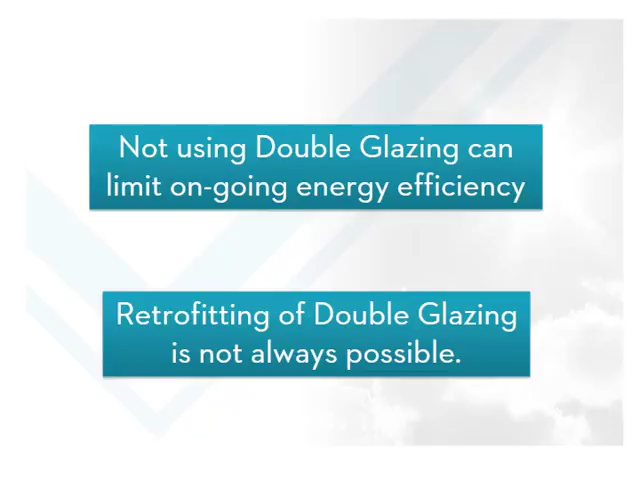 Not using Double Glazing can
limit on-going energy efficiency
Retrofitting of Double Glazing
is not always possible.